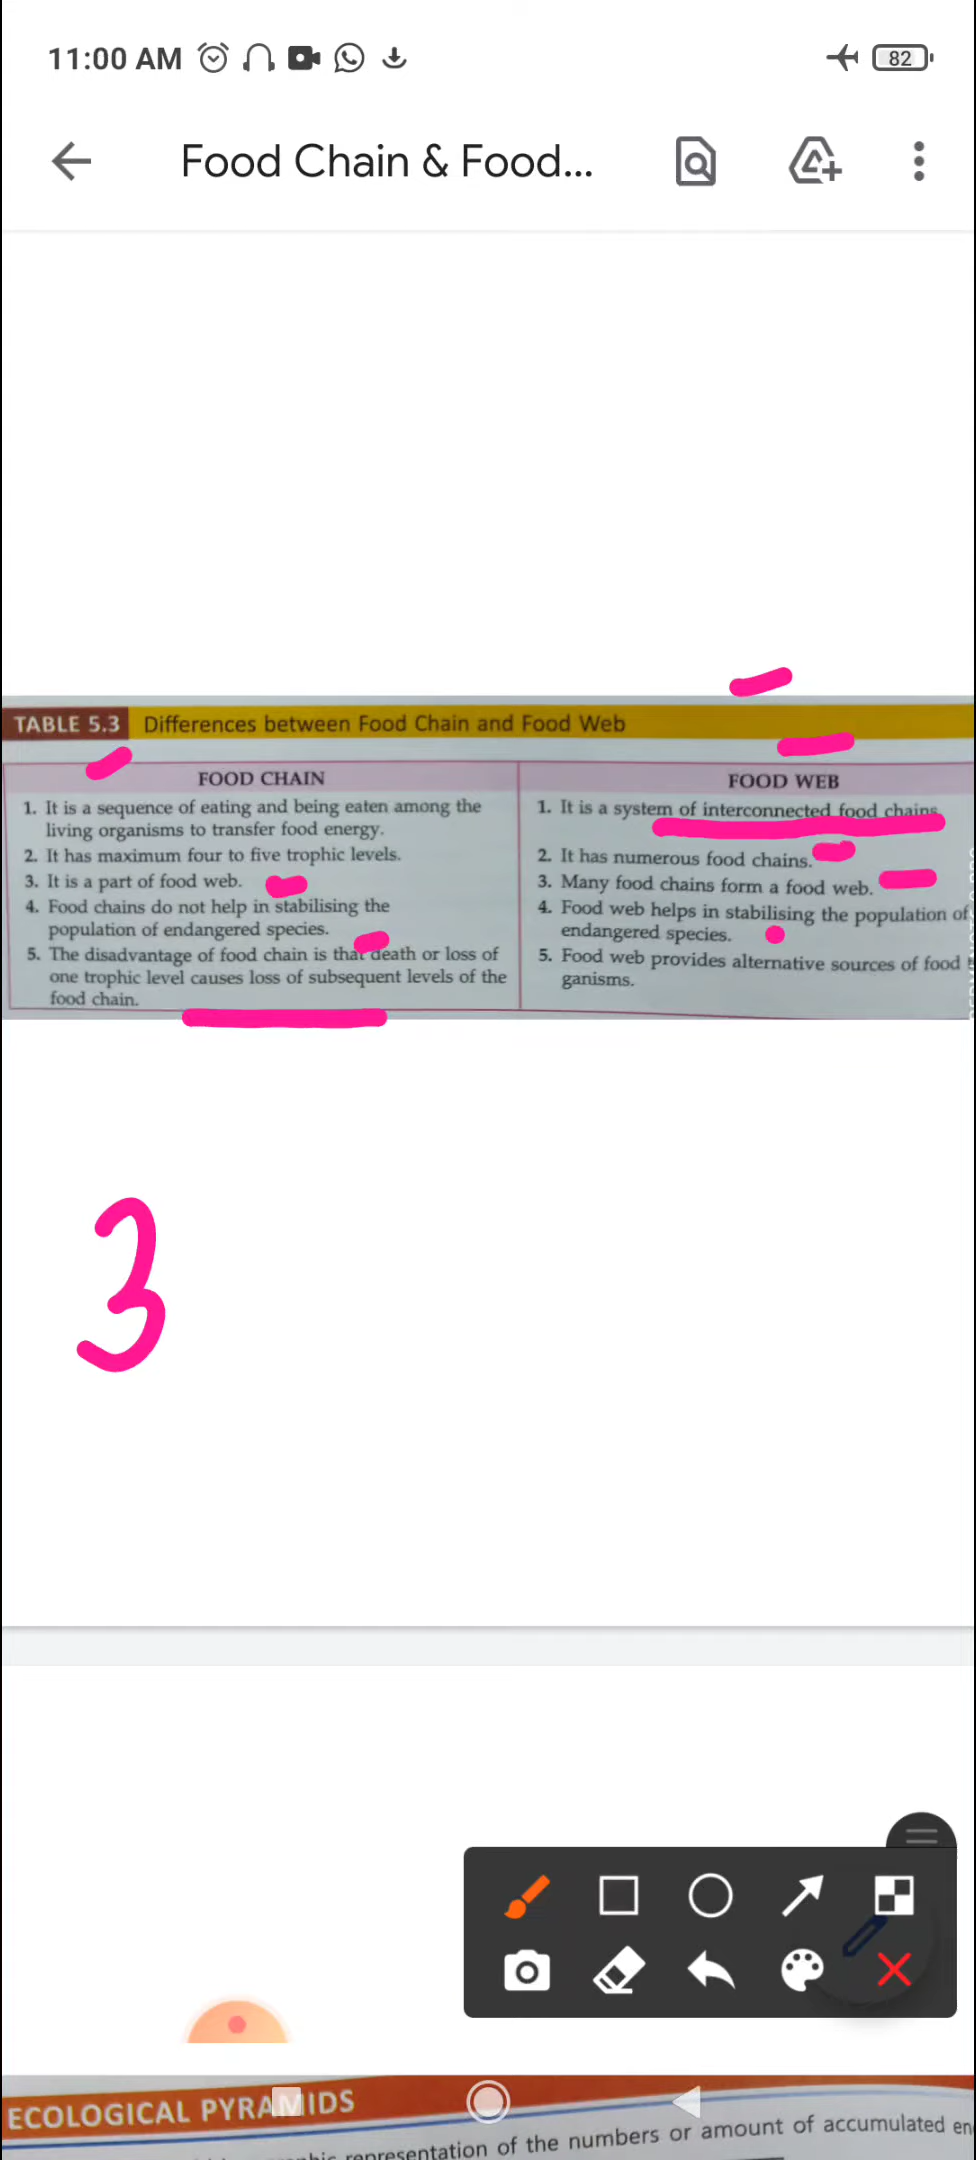 11:00 AM
82
Food Chain & Food...
TABLE 5.3 Differences between Food Chain and Food Web
FOOD CHAIN
1. It is a sequence of eating and being eaten among the
living organisms to transfer food energy.
2. It has maximum four to five trophic levels.
3. It is a part of food web.
4. Food chains do not help in stabilising the
population of endangered species.
5. The disadvantage of food chain is that death or loss of
one trophic level causes loss of subsequent levels of the
food chain.
FOOD WEB
1. It is a system of interconnected food chains
2. It has numerous food chains.
3. Many food chains form a food web.
4. Food web helps in stabilising the population of
endangered species.
5. Food web provides alternative sources of food
ganisms.
3
ECOLOGICAL PYRAMIDS
representation of the numbers or amount of accumulated en